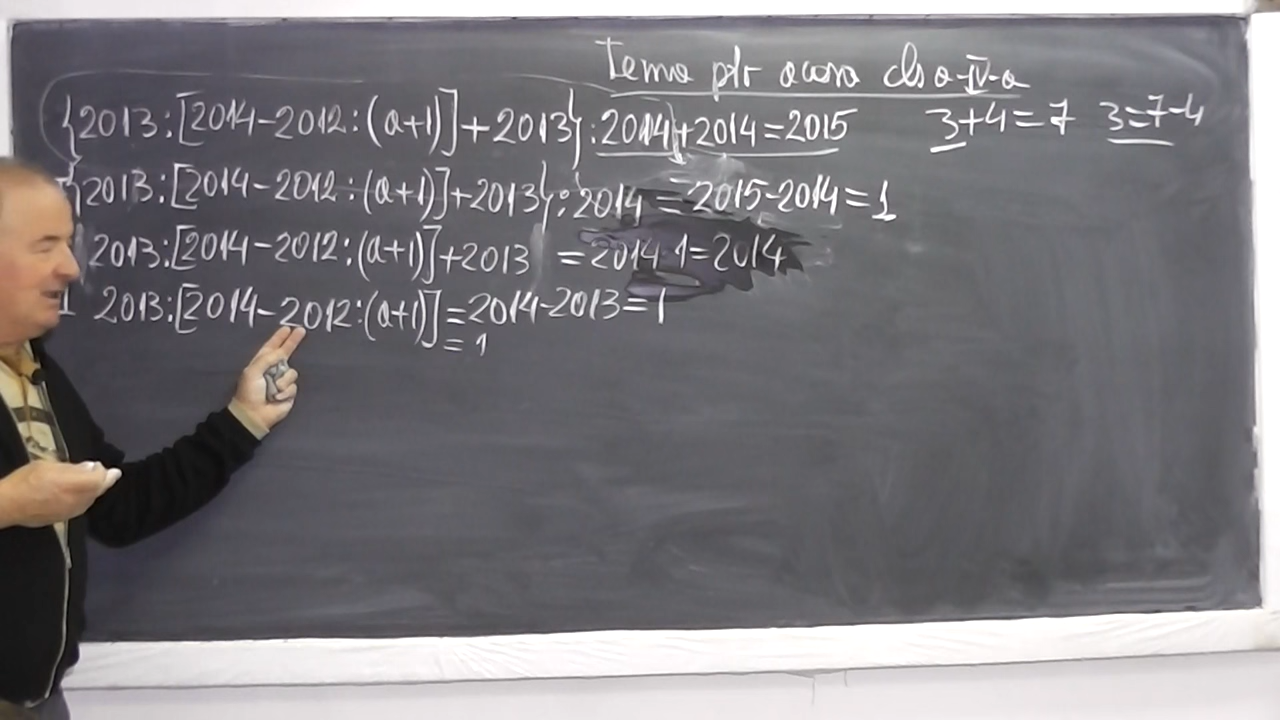 Tema ptr acasa cls a-IV-a
{2013:[2014-2012:(a+1)]+2013}:2014+2014=2015
3+4=7 3=7-4
{2013:[2014-2012:(a+1)]+2013}:2014=2015-2014=1
2013:[2014-2012:(a+1)]+2013 =2014·1=2014
2013:[2014-2012:(a+1)]=2014-2013=1
=1